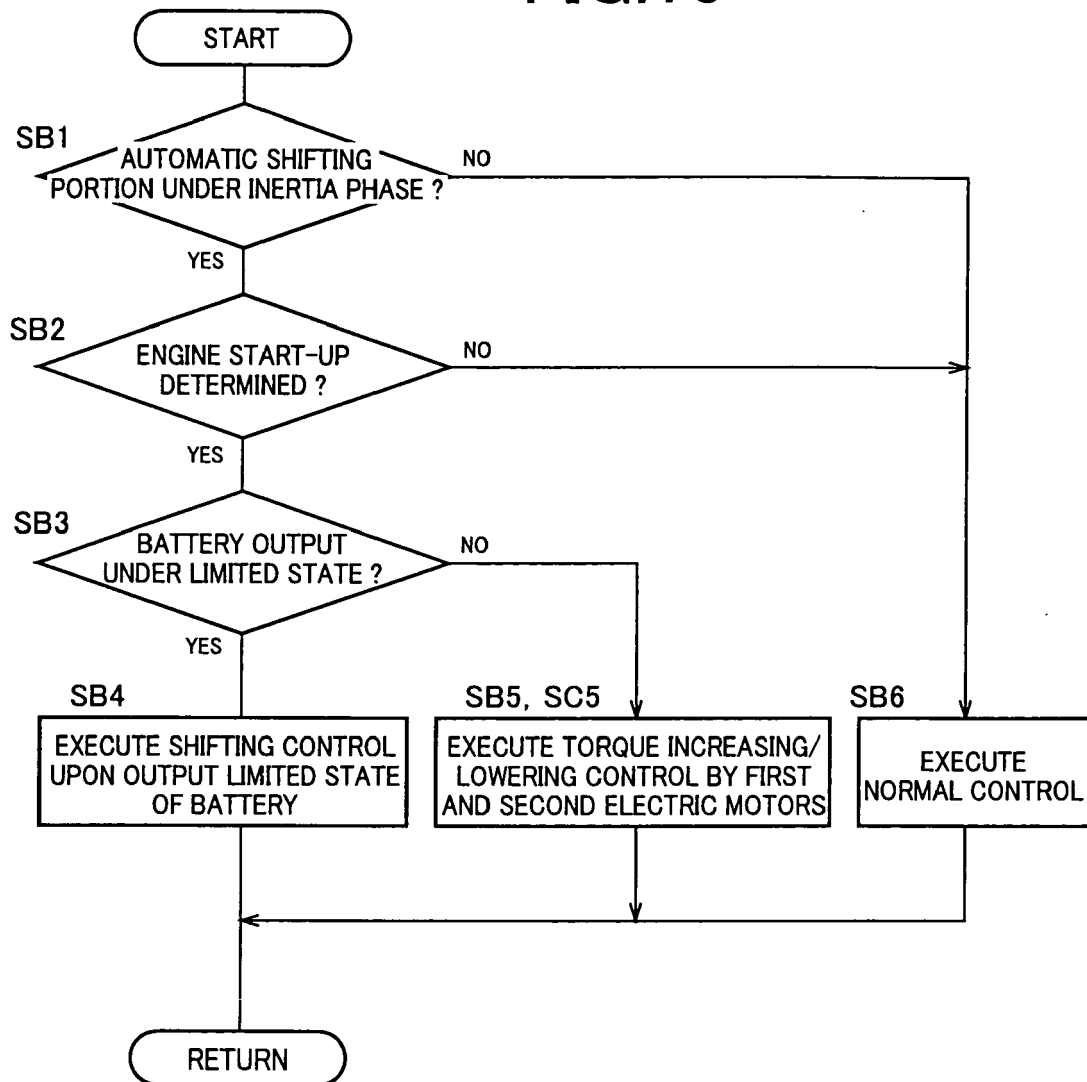 START
SB1
AUTOMATIC SHIFTING
PORTION UNDER INERTIA PHASE ?
NO
YES
SB2
ENGINE START-UP
DETERMINED ?
NO
YES
SB3
BATTERY OUTPUT
UNDER LIMITED STATE ?
NO
YES
SB4
EXECUTE SHIFTING CONTROL
UPON OUTPUT LIMITED STATE
OF BATTERY
SB5, SC5
EXECUTE TORQUE INCREASING/
LOWERING CONTROL BY FIRST
AND SECOND ELECTRIC MOTORS
SB6
EXECUTE
NORMAL CONTROL
RETURN